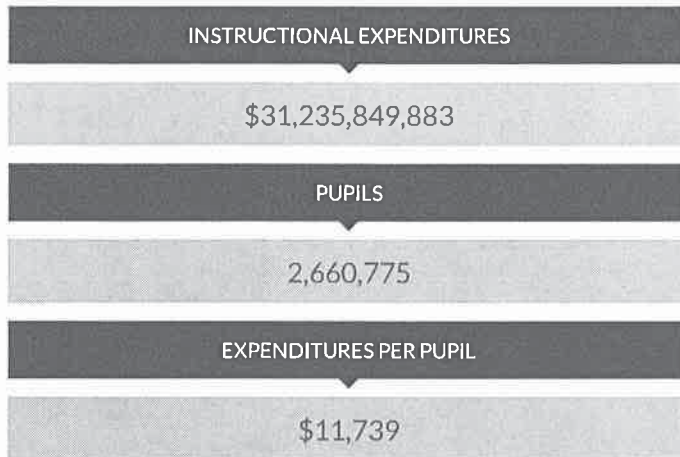 INSTRUCTIONAL EXPENDITURES
$31,235,849,883
PUPILS
2,660,775
EXPENDITURES PER PUPIL
$11,739